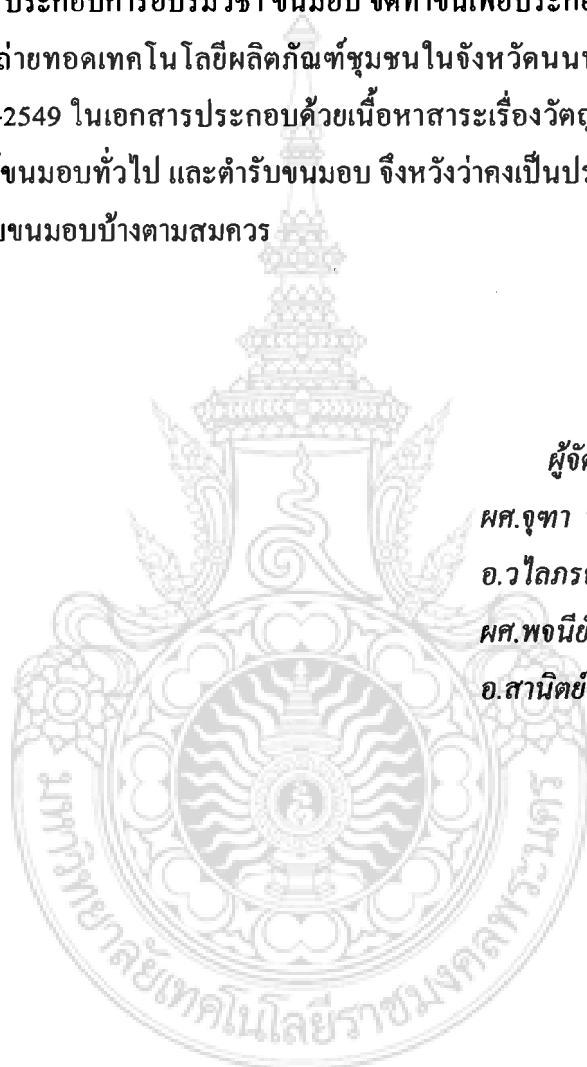 ประกอบการอบรมวิชา ขนมอบ จัดทำขึ้นเพื่อประกอ
ถ่ายทอดเทคโนโลยีผลิตภัณฑ์ชุมชนในจังหวัดนนท
-2549 ในเอกสารประกอบด้วยเนื้อหาสาระเรื่องวัตถุ
ขนมอบทั่วไป และตำรับขนมอบ จึงหวังว่าคงเป็นปร
บขนมอบบ้างตามสมควร
ผู้จัด
ผศ.จุฑา
อ.วไลภร
ผศ.พจนีย์
อ.สานิตย์
มหาวิทยาลัยเทคโนโลยีราชมงคลพระนคร